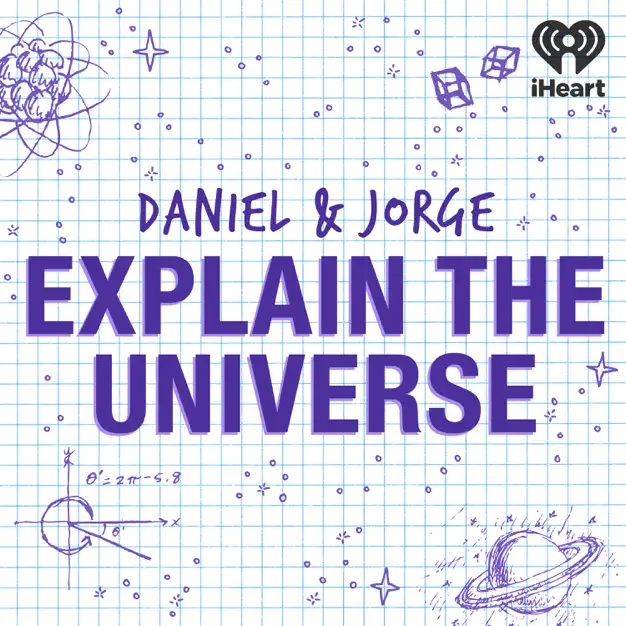 iHeart
DANIEL & JORGE
EXPLAIN THE
UNIVERSE
y
θ' = 2π - 5.8
x
θ'